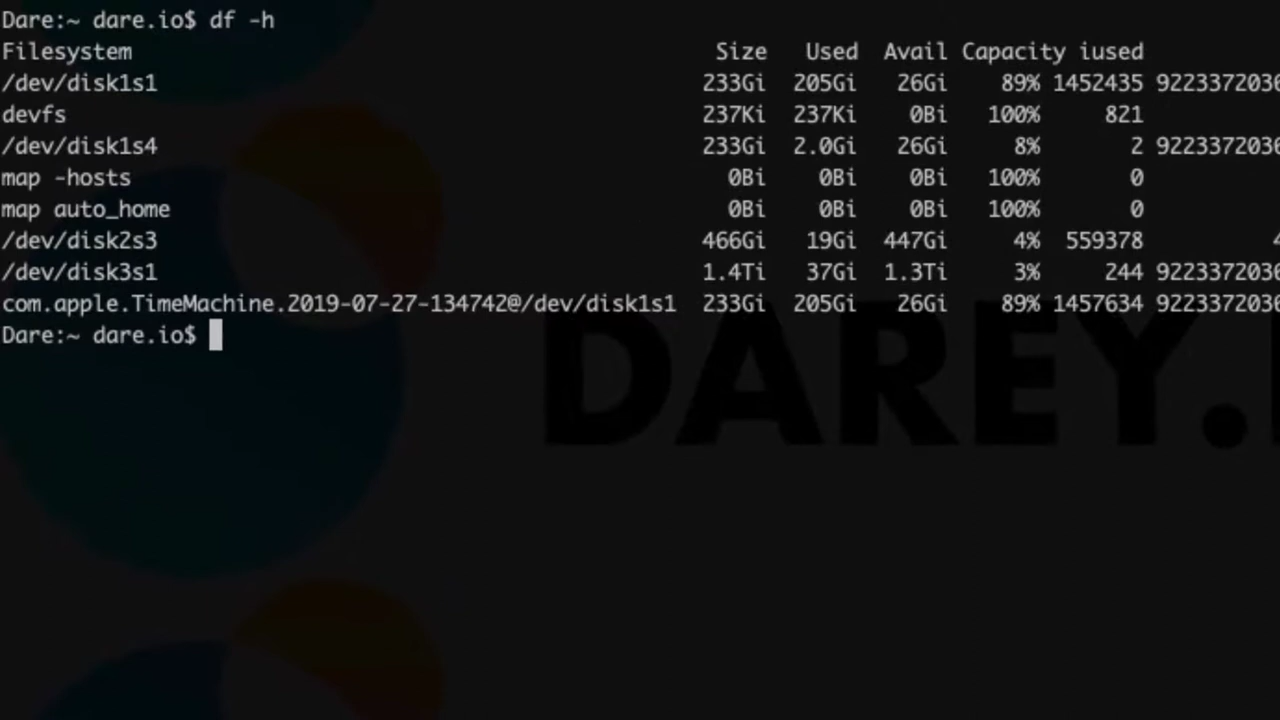 Dare:~ dare.io$ df -h
Filesystem Size Used Avail Capacity iused
/dev/disk1s1 233Gi 205Gi 26Gi 89% 1452435 9223372036
devfs 237Ki 237Ki 0Bi 100% 821
/dev/disk1s4 233Gi 2.0Gi 26Gi 8% 2 9223372036
map -hosts 0Bi 0Bi 0Bi 100% 0
map auto_home 0Bi 0Bi 0Bi 100% 0
/dev/disk2s3 466Gi 19Gi 447Gi 4% 559378 4
/dev/disk3s1 1.4Ti 37Gi 1.3Ti 3% 244 9223372036
com.apple.TimeMachine.2019-07-27-134742@/dev/disk1s1 233Gi 205Gi 26Gi 89% 1457634 9223372036
Dare:~ dare.io$
DAREY.